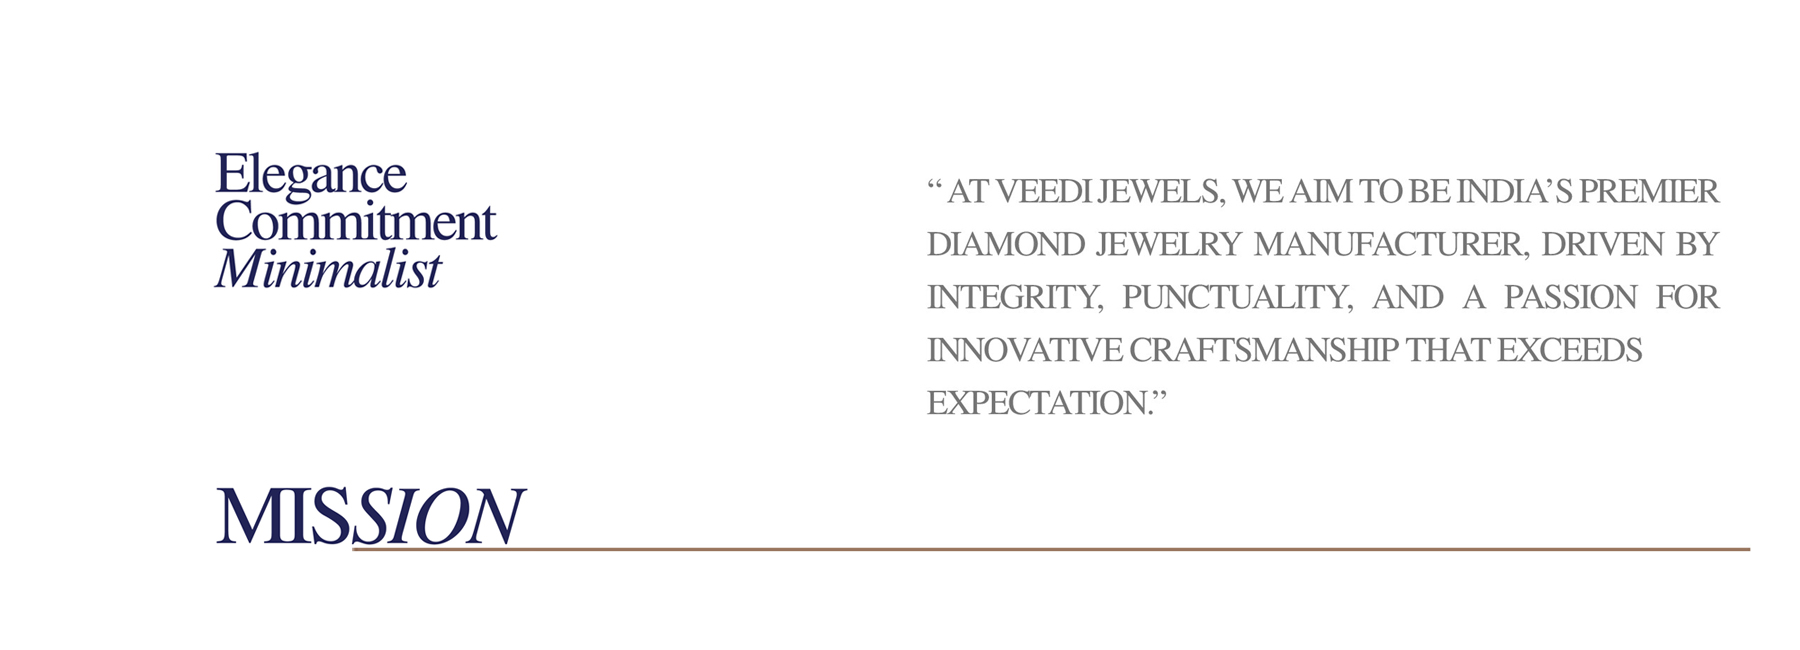 Elegance
Commitment
Minimalist
“ AT VEEDI JEWELS, WE AIM TO BE INDIA’S PREMIER
DIAMOND JEWELRY MANUFACTURER, DRIVEN BY
INTEGRITY, PUNCTUALITY, AND A PASSION FOR
INNOVATIVE CRAFTSMANSHIP THAT EXCEEDS
EXPECTATION.”
MISSION